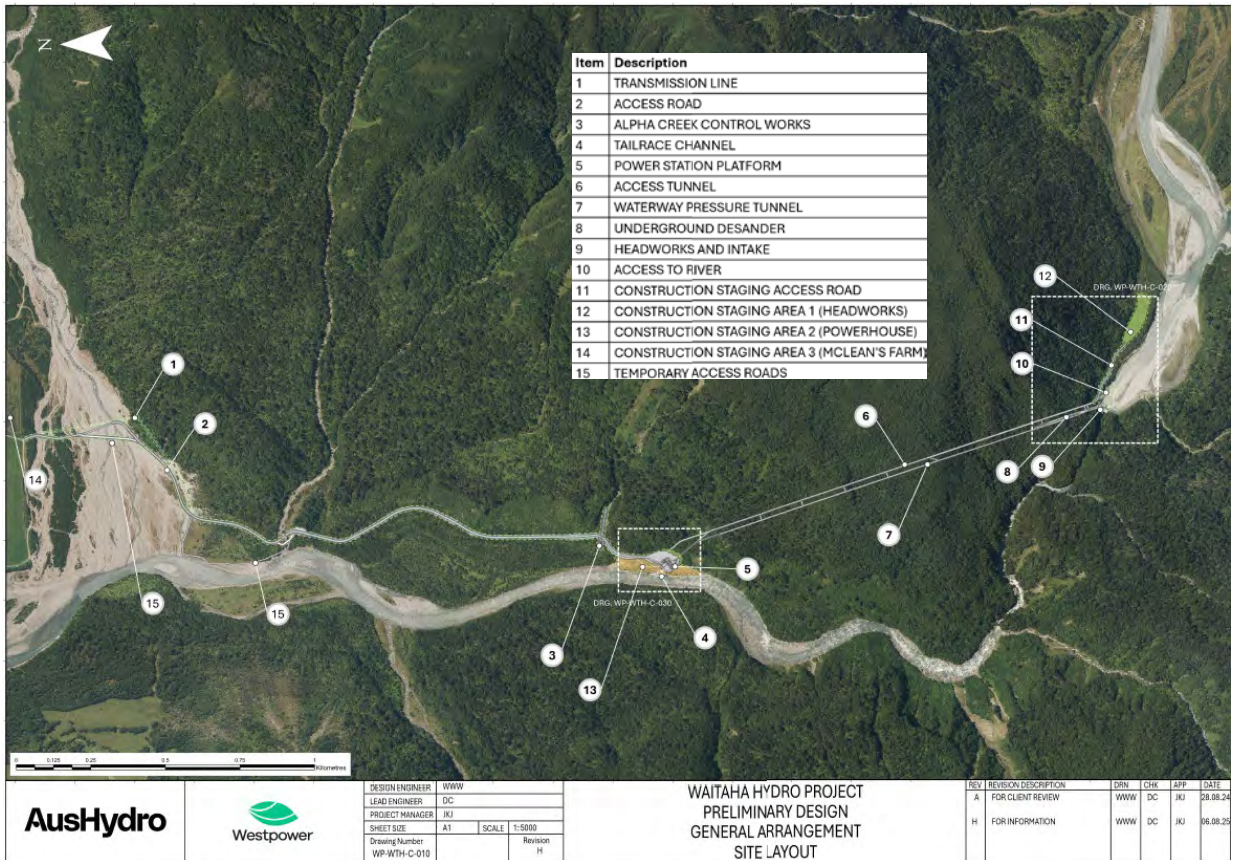 N
Item Description
1 TRANSMISSION LINE
2 ACCESS ROAD
3 ALPHA CREEK CONTROL WORKS
4 TAILRACE CHANNEL
5 POWER STATION PLATFORM
6 ACCESS TUNNEL
7 WATERWAY PRESSURE TUNNEL
8 UNDERGROUND DESANDER
9 HEADWORKS AND INTAKE
10 ACCESS TO RIVER
11 CONSTRUCTION STAGING ACCESS ROAD
12 CONSTRUCTION STAGING AREA 1 (HEADWORKS)
13 CONSTRUCTION STAGING AREA 2 (POWERHOUSE)
14 CONSTRUCTION STAGING AREA 3 (MCLEAN'S FARM)
15 TEMPORARY ACCESS ROADS
12
DRG. WP-WTH-C-020
11
10
1
2
6
14
8
9
7
5
15
15
DRG. WP-WTH-C-030
4
3
13
0 0.125 0.25 0.5 0.75 1
Kilometres
AusHydro
Westpower
DESIGN ENGINEER WWW
LEAD ENGINEER DC
PROJECT MANAGER JKJ
SHEET SIZE A1 SCALE 1:5000
Drawing Number Revision
WP-WTH-C-010 H
WAITAHA HYDRO PROJECT
PRELIMINARY DESIGN
GENERAL ARRANGEMENT
SITE LAYOUT
REV REVISION DESCRIPTION DRN CHK APP DATE
A FOR CLIENT REVIEW WWW DC JKJ 28.08.24
H FOR INFORMATION WWW DC JKJ 06.08.25